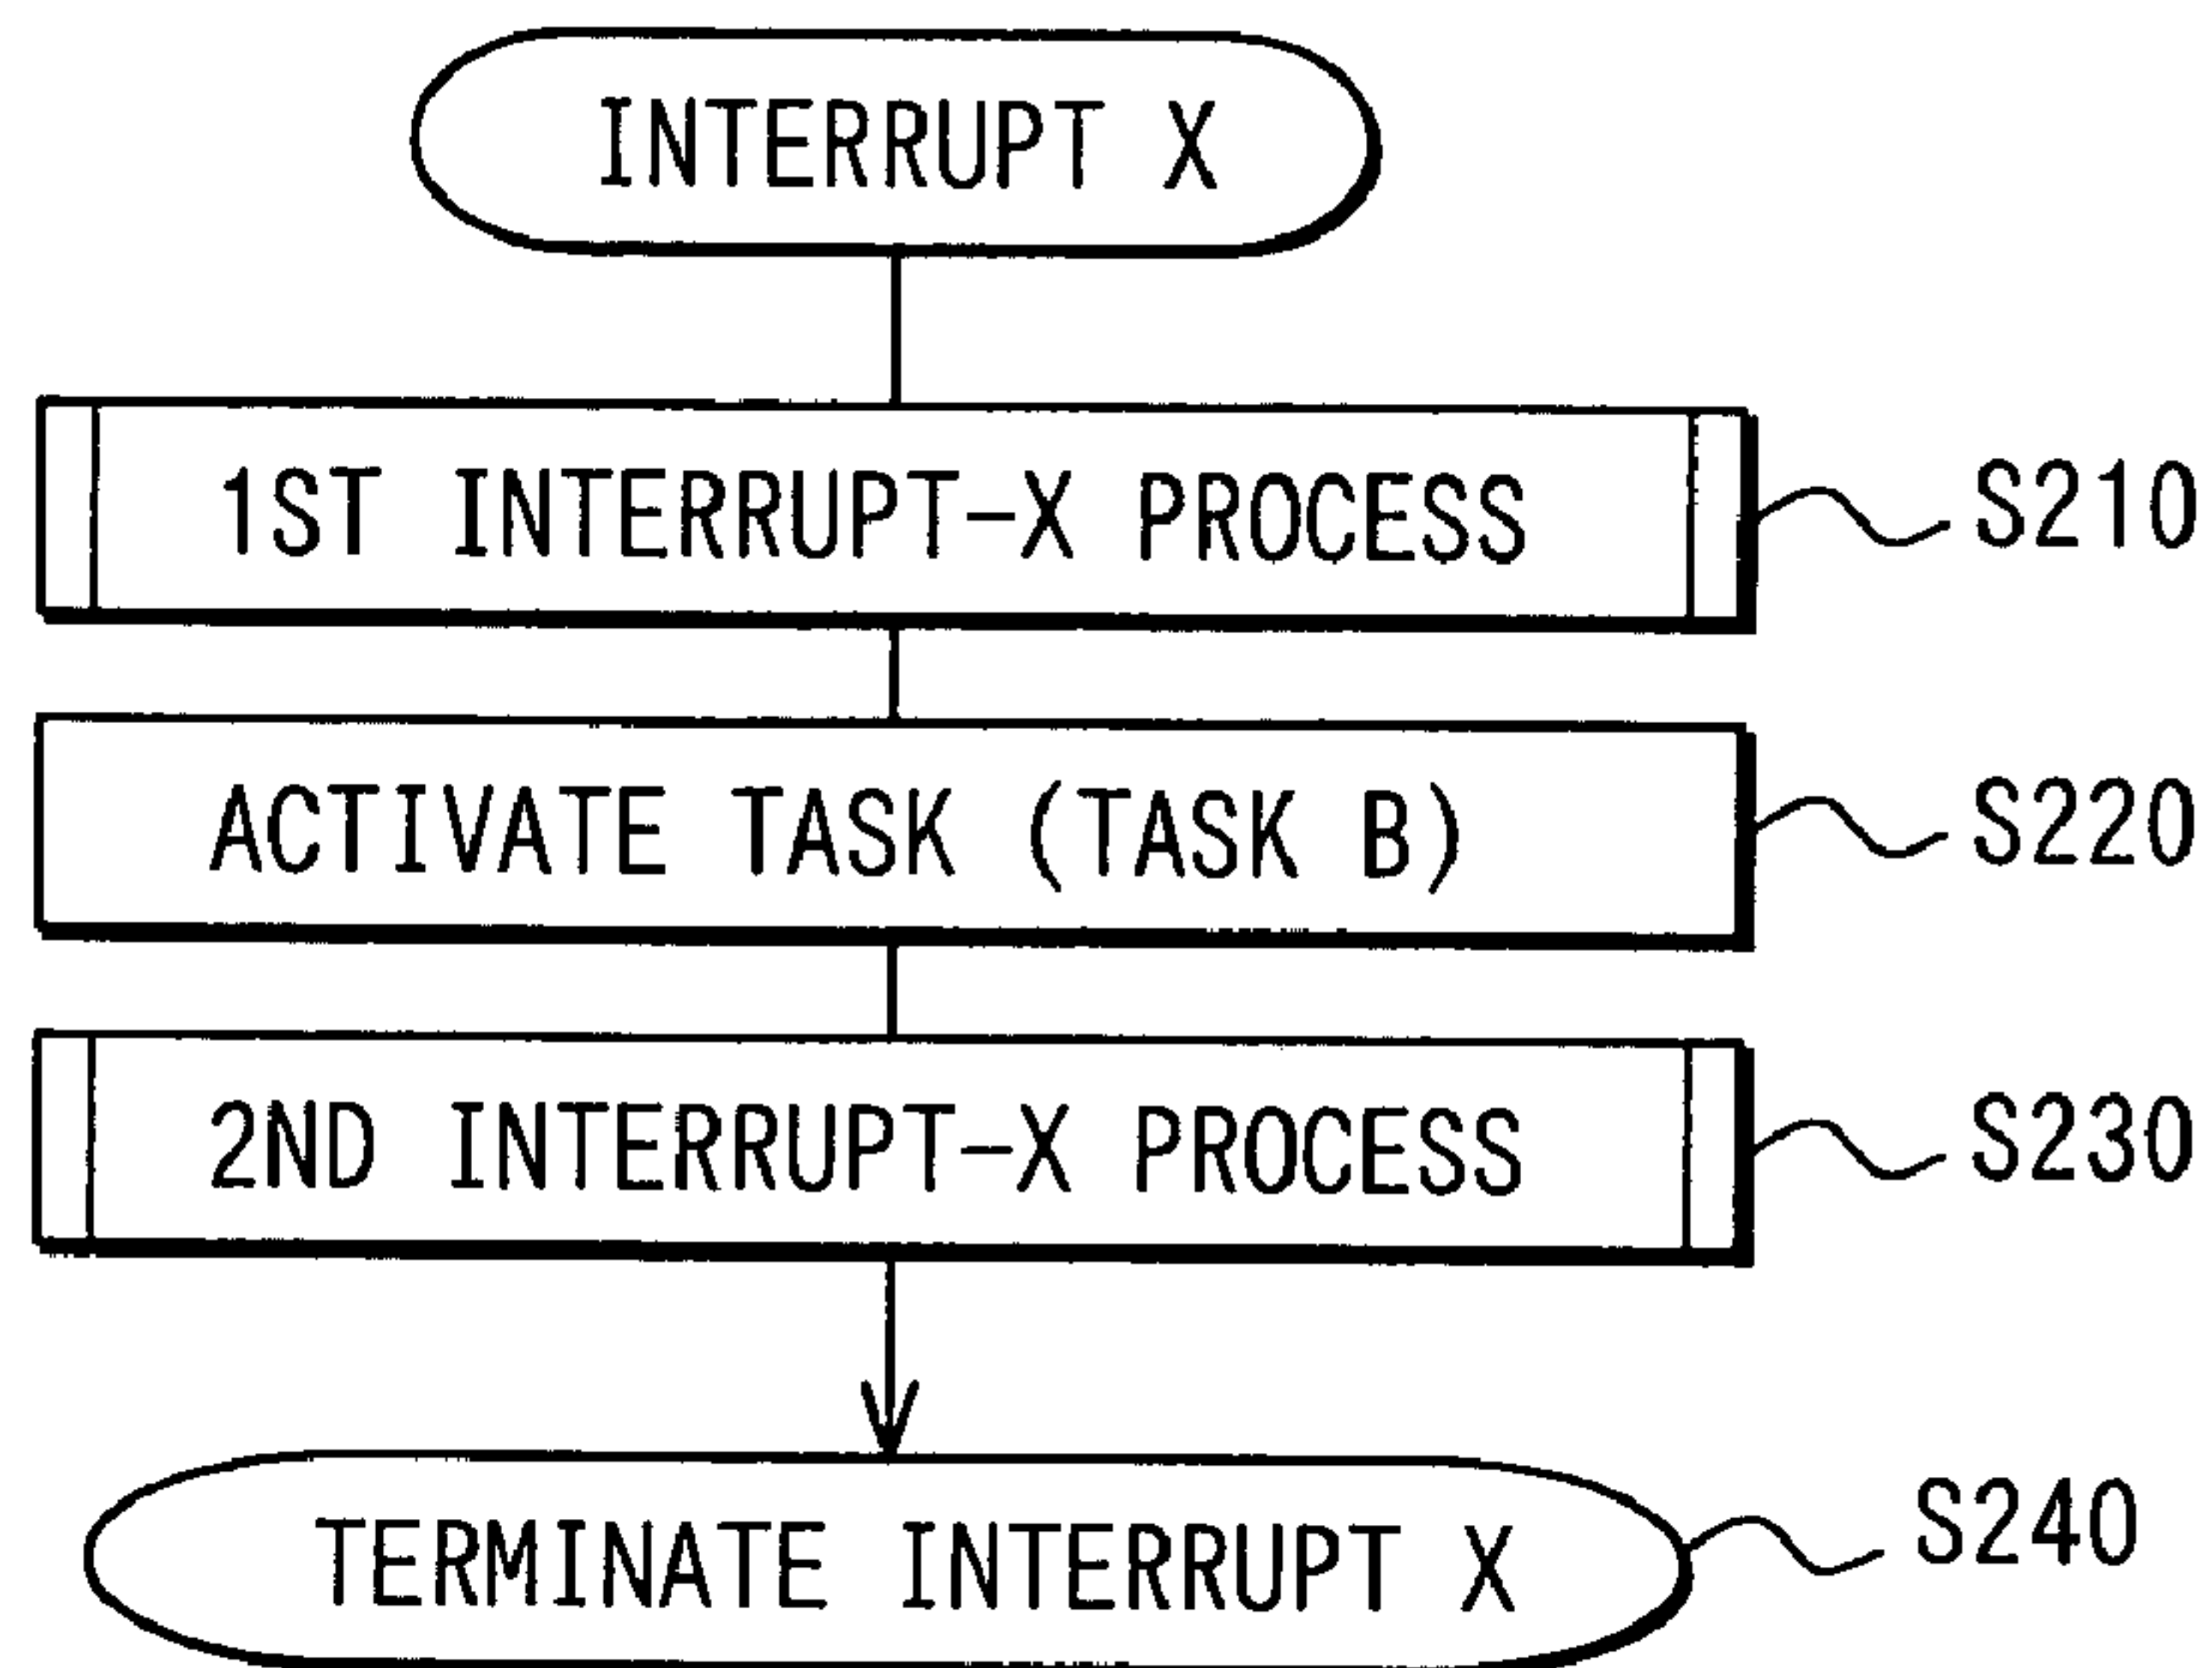 INTERRUPT X
1ST INTERRUPT-X PROCESS
S210
ACTIVATE TASK (TASK B)
S220
2ND INTERRUPT-X PROCESS
S230
TERMINATE INTERRUPT X
S240